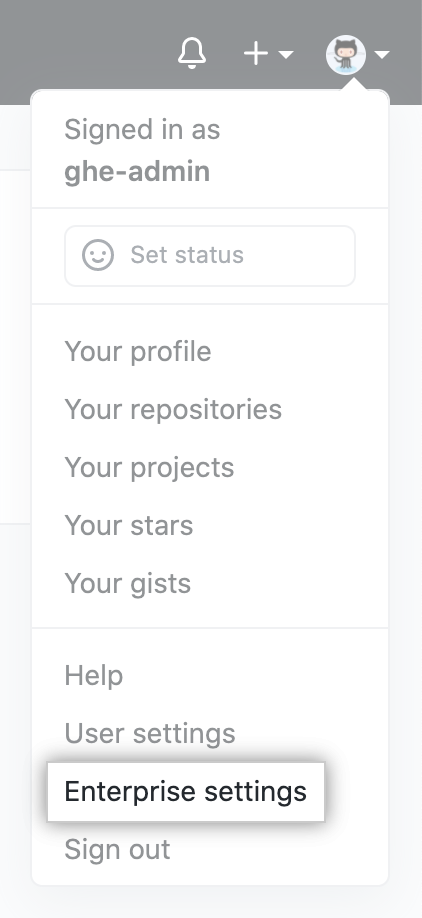 Signed in as
ghe-admin
Set status
Your profile
Your repositories
Your projects
Your stars
Your gists
Help
User settings
Enterprise settings
Sign out